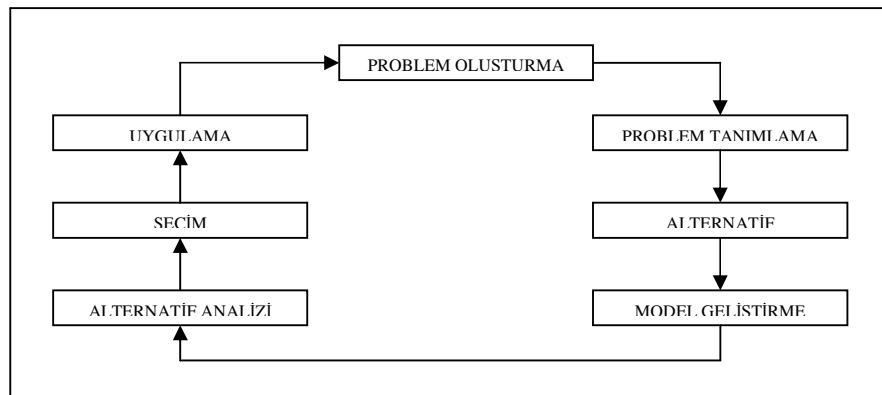 PROBLEM OLUSTURMA
UYGULAMA
PROBLEM TANIMLAMA
SECİM
ALTERNATİF
ALTERNATİF ANALİZİ
MODEL GELİSTİRME